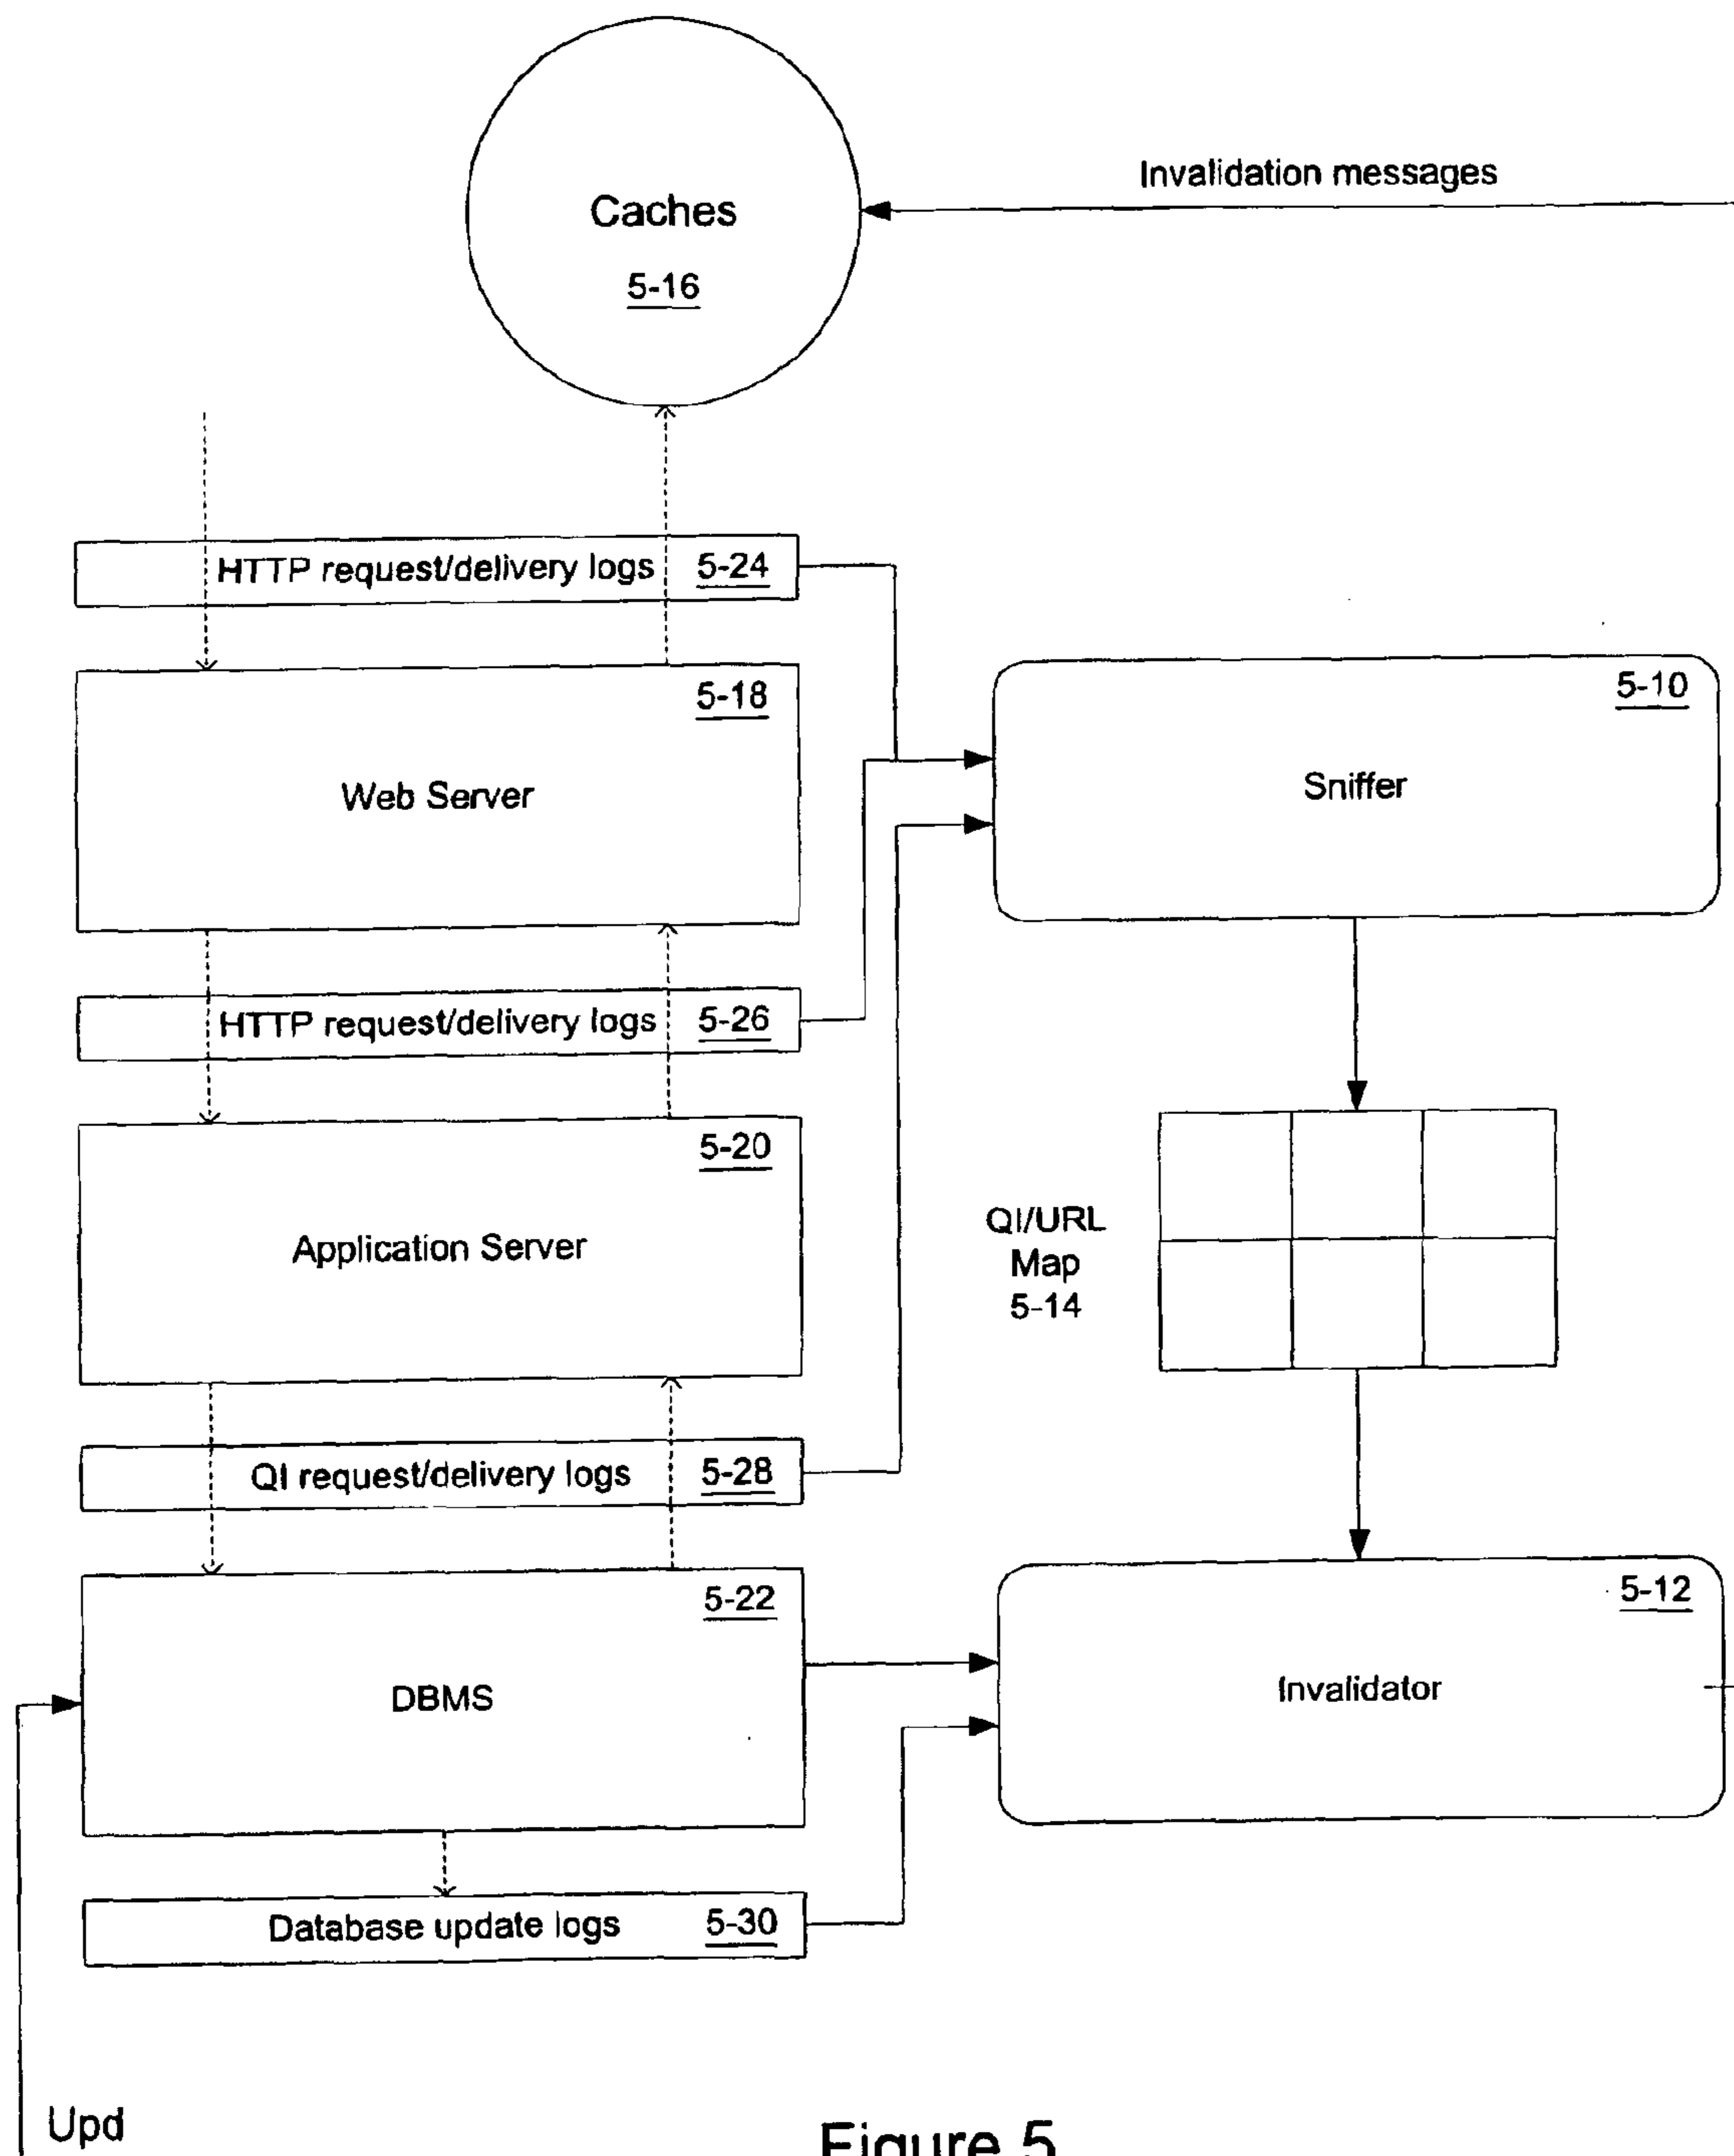 Invalidation messages
Caches
5-16
HTTP request/delivery logs 5-24
5-18
Web Server
5-10
Sniffer
HTTP request/delivery logs 5-26
5-20
Application Server
QI/URL
Map
5-14
QI request/delivery logs 5-28
5-22
DBMS
5-12
Invalidator
Database update logs 5-30
Upd
Figure 5